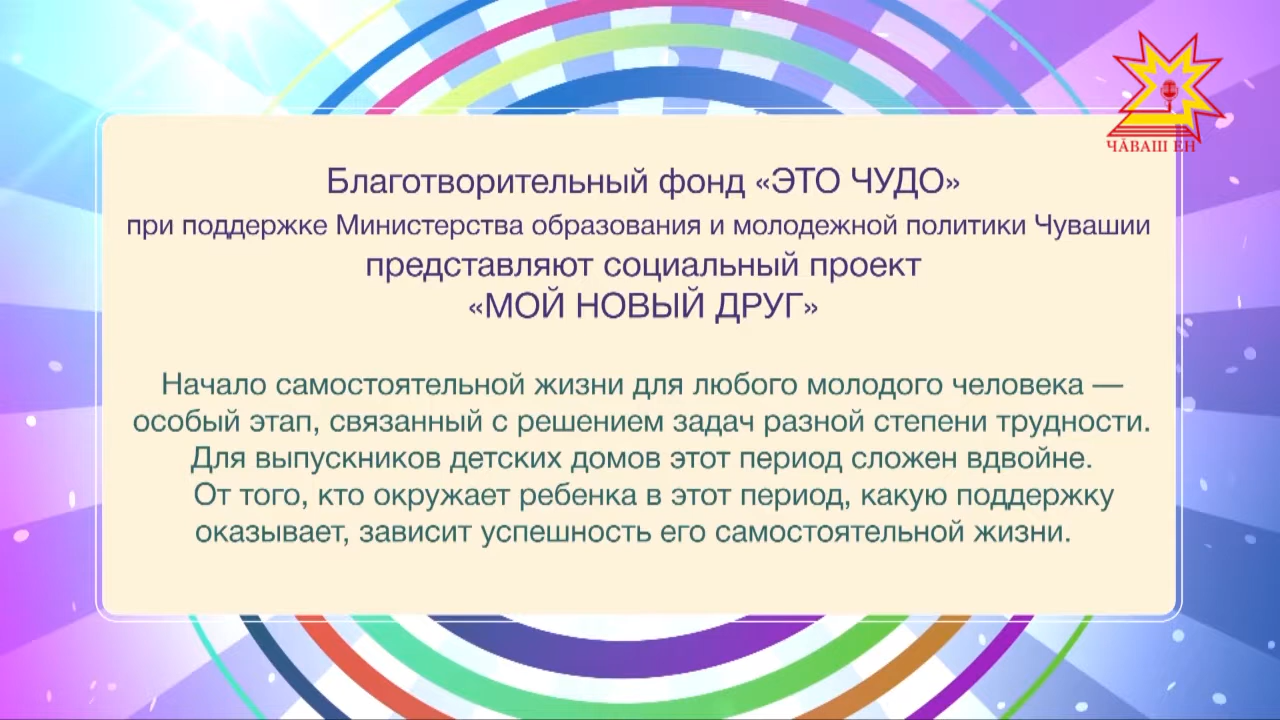 ЧӐВАШ ЕН
Благотворительный фонд «ЭТО ЧУДО»
при поддержке Министерства образования и молодежной политики Чувашии
представляют социальный проект
«МОЙ НОВЫЙ ДРУГ»
Начало самостоятельной жизни для любого молодого человека —
особый этап, связанный с решением задач разной степени трудности.
Для выпускников детских домов этот период сложен вдвойне.
От того, кто окружает ребенка в этот период, какую поддержку
оказывает, зависит успешность его самостоятельной жизни.